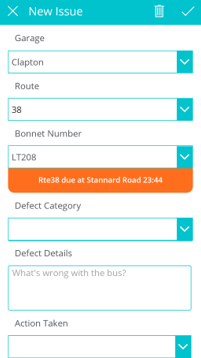 New Issue
Garage
Clapton
Route
38
Bonnet Number
LT208
Rte38 due at Stannard Road 23:44
Defect Category
Defect Details
What's wrong with the bus?
Action Taken